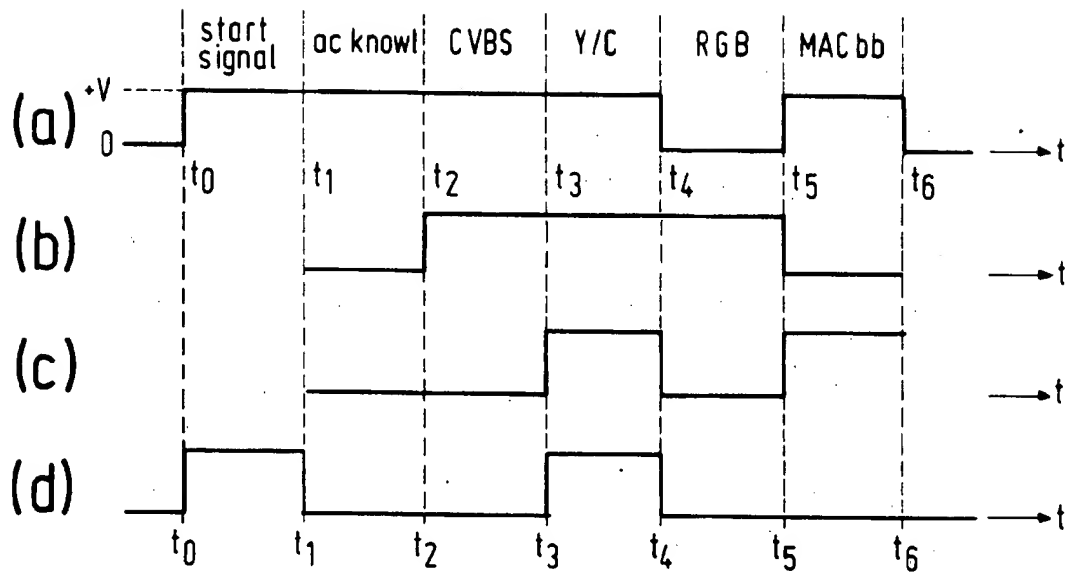 start signal ac knowl CVBS Y/C RGB MAC bb
(a) +V 0 t
t0 t1 t2 t3 t4 t5 t6
(b) t
(c) t
(d) t
t0 t1 t2 t3 t4 t5 t6